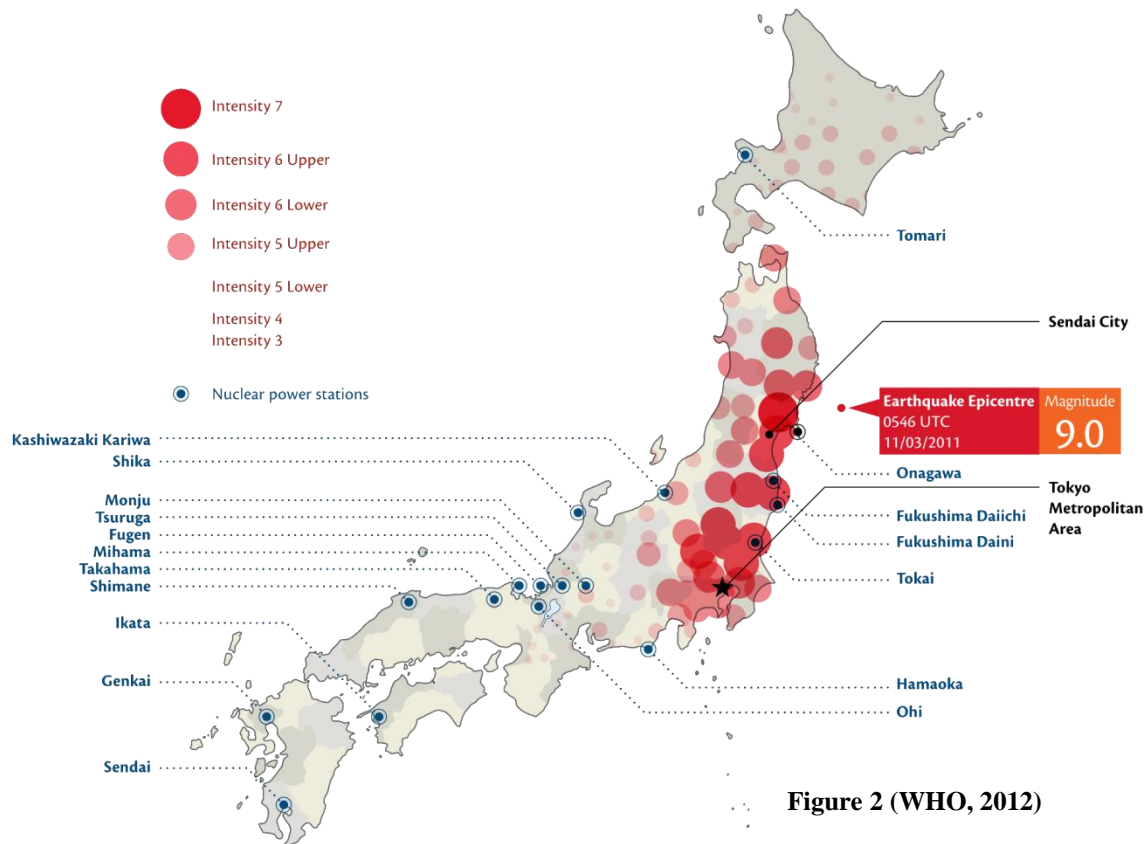 Intensity 7
Intensity 6 Upper
Intensity 6 Lower
Intensity 5 Upper
Intensity 5 Lower
Intensity 4
Intensity 3
Nuclear power stations
Tomari
Sendai City
Earthquake Epicentre
0546 UTC
11/03/2011
Magnitude
9.0
Onagawa
Tokyo
Metropolitan
Area
Fukushima Daiichi
Fukushima Daini
Tokai
Hamaoka
Ohi
Kashiwazaki Kariwa
Shika
Monju
Tsuruga
Fugen
Mihama
Takahama
Shimane
Ikata
Genkai
Sendai
Figure 2 (WHO, 2012)